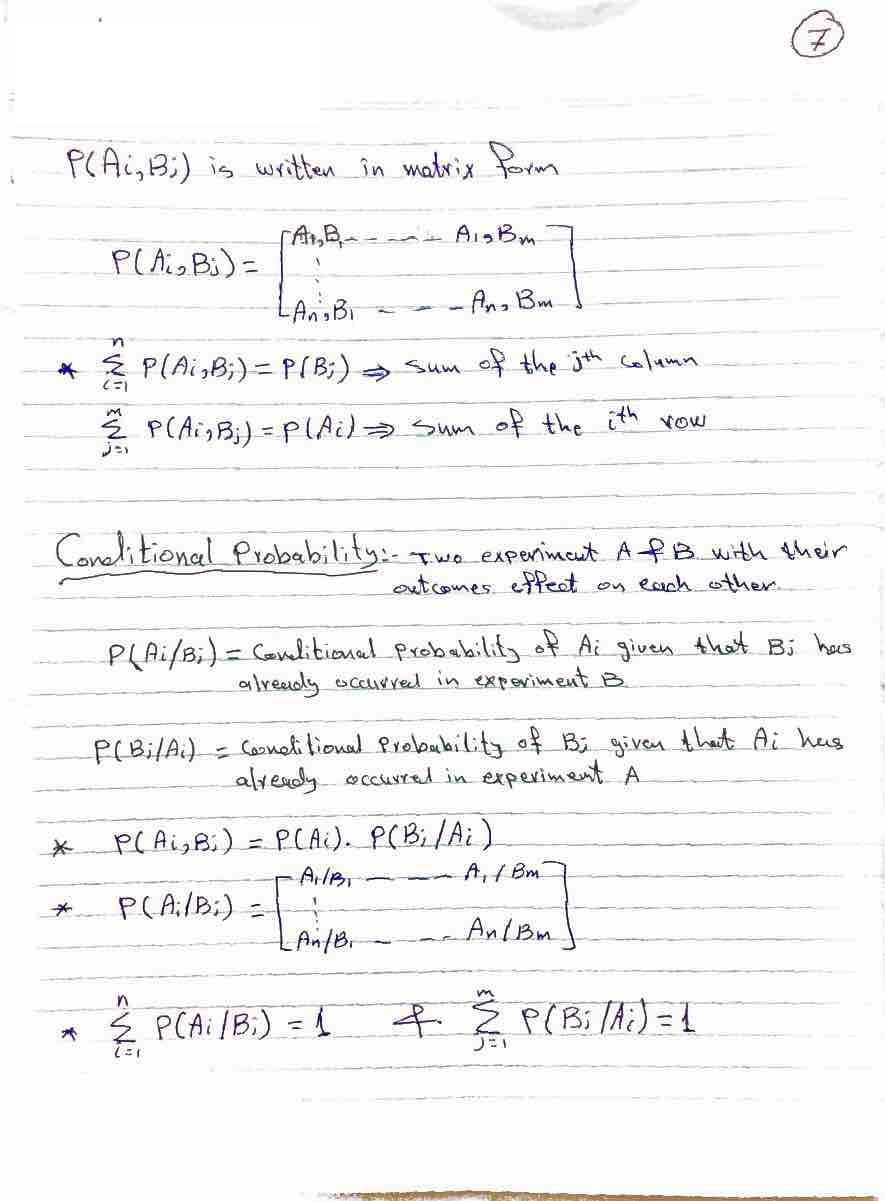 7
P(Ai,Bj) is written in matrix form
A1,B1 - - - - - A1,Bm
P(Ai,Bj) =
An,B1 - - - An,Bm
* n∑i=1 P(Ai,Bj) = P(Bj) ⇒ sum of the jth column
m∑j=1 P(Ai,Bj) = P(Ai) ⇒ sum of the ith row
Conditional Probability:- Two experiment A & B with their
outcomes effect on each other.
P(Ai/Bj) = Conditional Probability of Ai given that Bj has
already occurred in experiment B
P(Bj/Ai) = Conditional Probability of Bj given that Ai has
already occurred in experiment A
* P(Ai,Bj) = P(Ai). P(Bj/Ai)
A1/B1 - - - - A1/Bm
* P(Ai/Bj) =
An/B1 - - - An/Bm
* n∑i=1 P(Ai/Bj) = 1 & m∑j=1 P(Bj/Ai) = 1